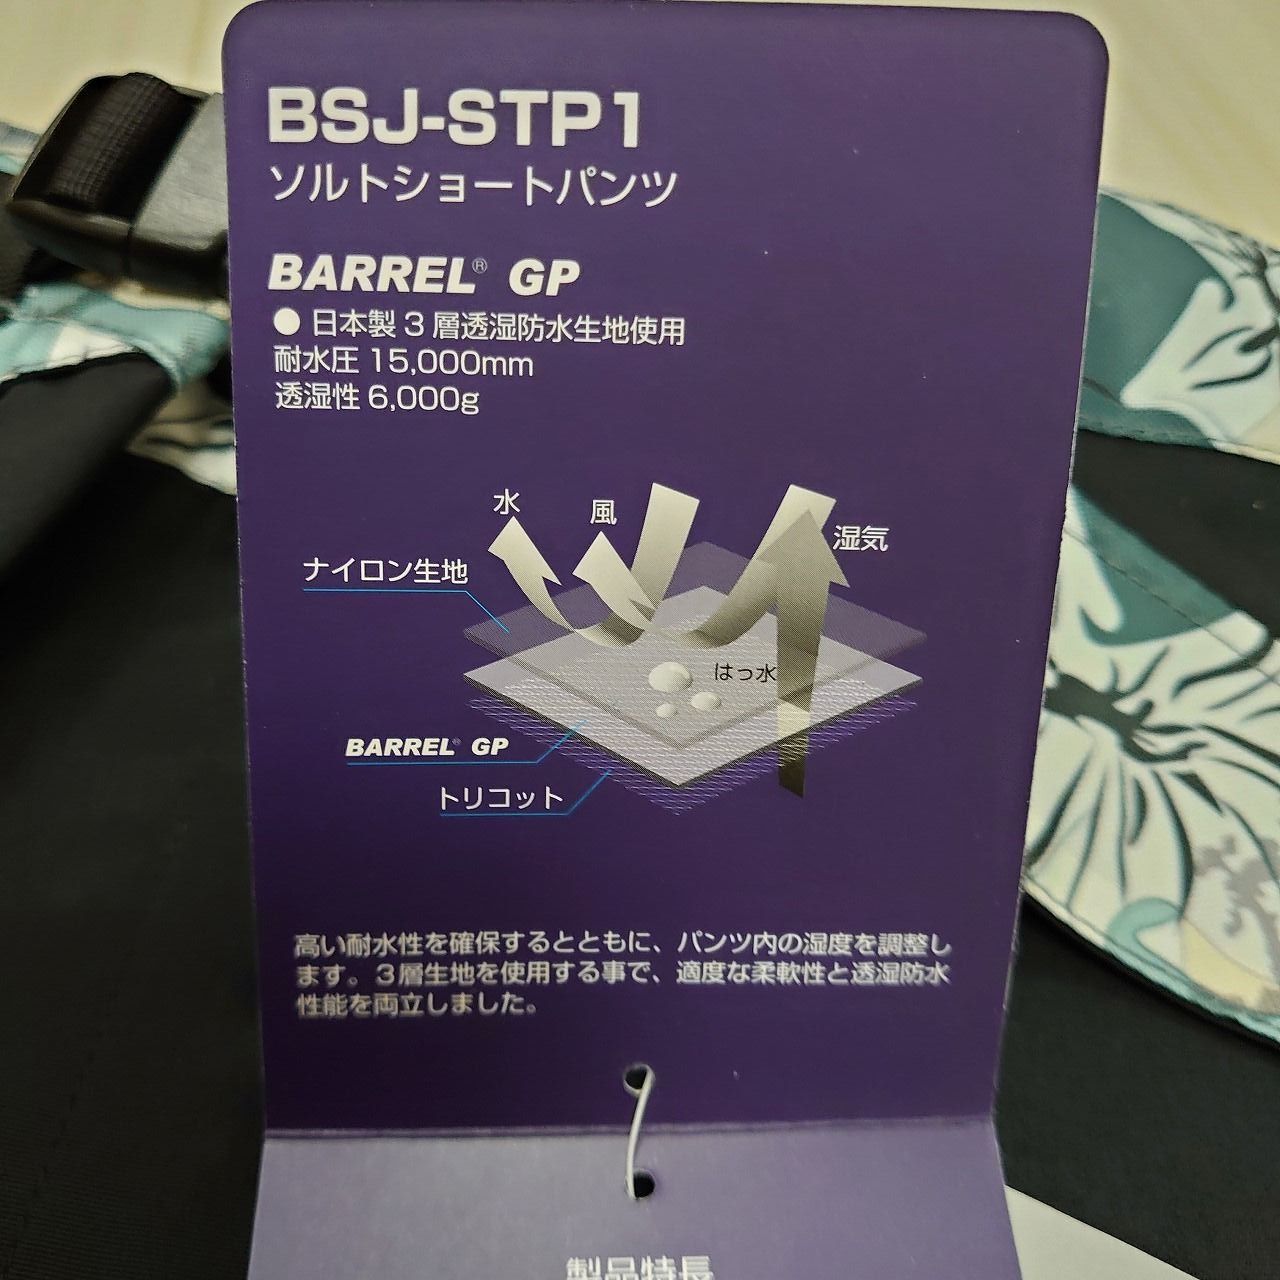 BSJ-STP1
ソルトショートパンツ
BARREL® GP
● 日本製3層透湿防水生地使用
耐水圧 15,000mm
透湿性 6,000g
水
風
湿気
ナイロン生地
はっ水
BARREL® GP
トリコット
高い耐水性を確保するとともに、パンツ内の湿度を調整し
ます。3層生地を使用する事で、適度な柔軟性と透湿防水
性能を両立しました。
製品特長